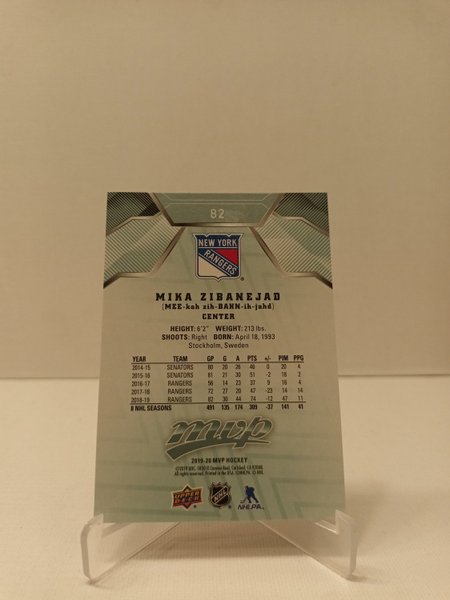 82
NEW YORK
RANGERS
MIKA ZIBANEJAD
(MEE-kah zih-BANN-ih-jahd)
CENTER
HEIGHT: 6'2" WEIGHT: 213 lbs.
SHOOTS: Right BORN: April 18, 1993
Stockholm, Sweden
YEAR TEAM GP G A PTS +/- PIM PPG
2014-15 SENATORS 80 20 26 46 0 20 4
2015-16 SENATORS 81 21 30 51 -2 18 2
2016-17 RANGERS 56 14 23 37 9 16 4
2017-18 RANGERS 72 27 20 47 -23 14 14
2018-19 RANGERS 82 30 44 74 -12 47 11
8 NHL SEASONS 491 135 174 309 -37 141 41
mvp
2019-20 MVP HOCKEY
UPPER DECK NHL NHLPA